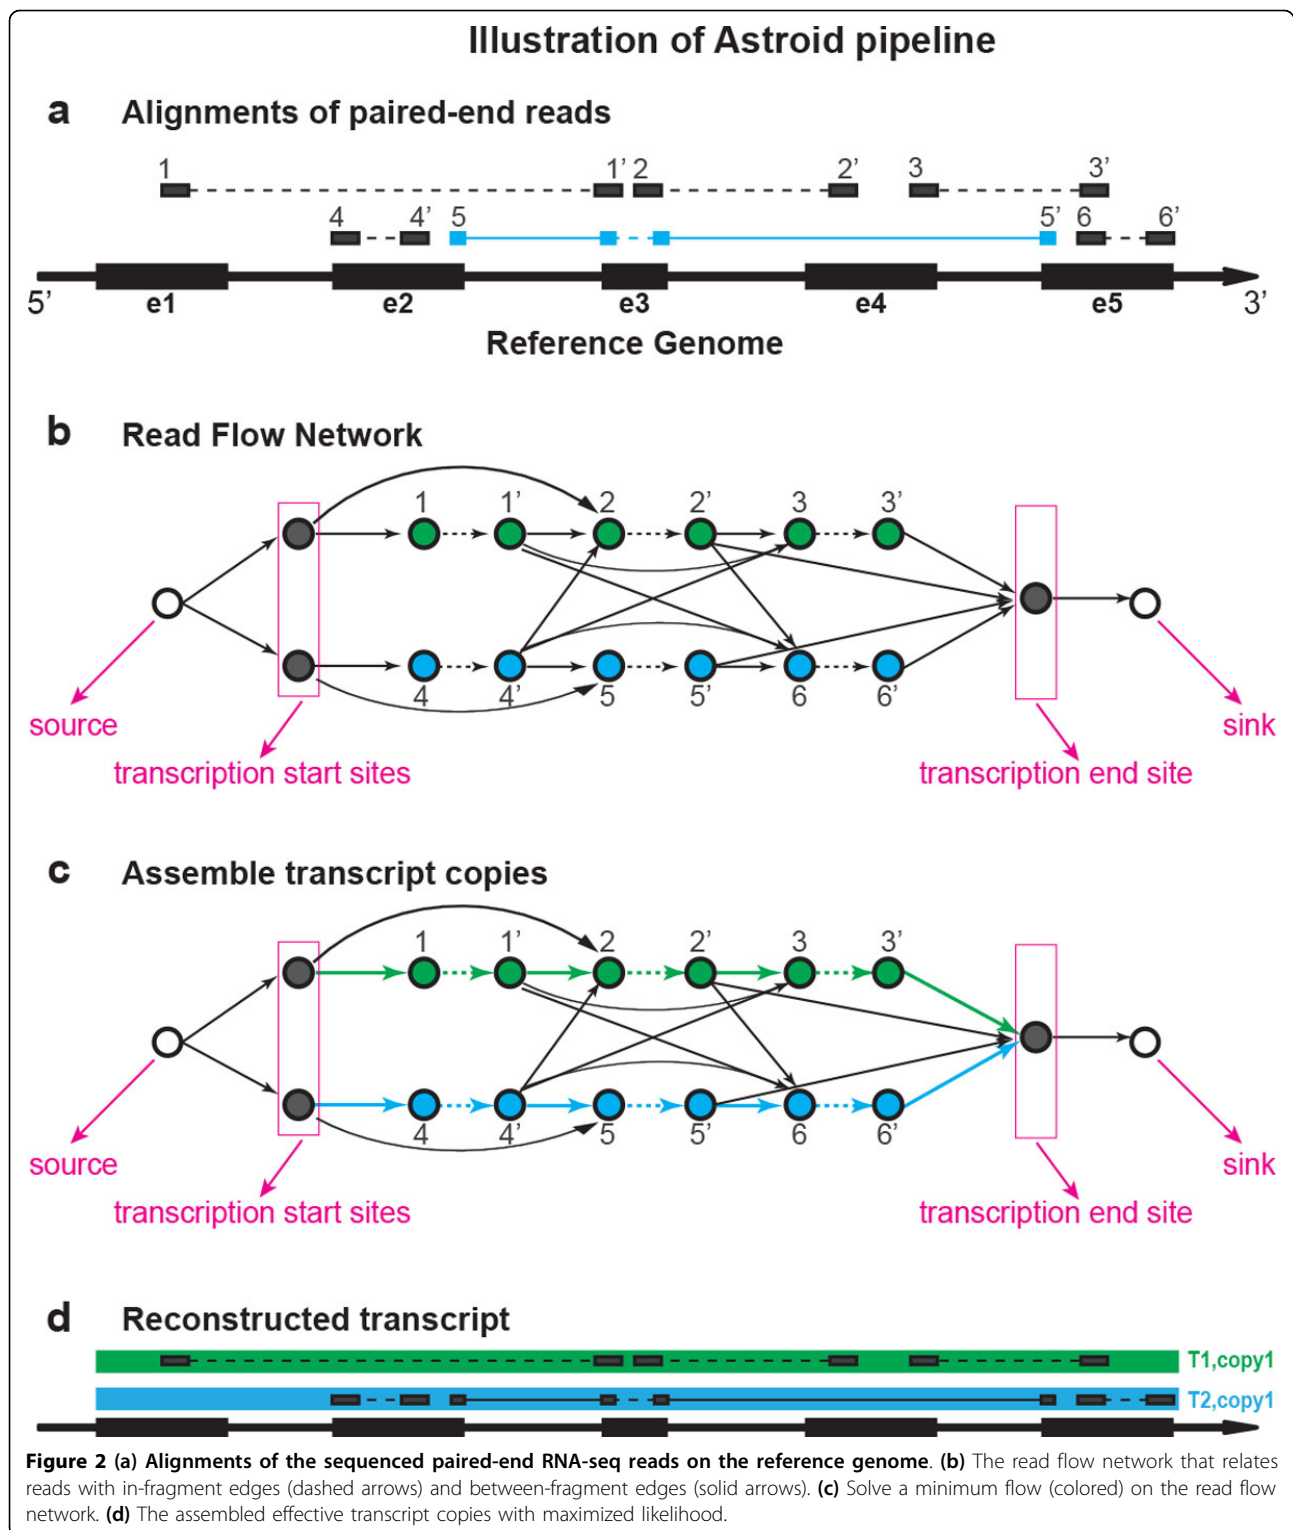 Illustration of Astroid pipeline
a Alignments of paired-end reads
1 1’ 2 2’ 3 3’
4 4’ 5 5’ 6 6’
e1 e2 e3 e4 e5
5’ 3’
Reference Genome
b Read Flow Network
1 1’ 2 2’ 3 3’
4 4’ 5 5’ 6 6’
source sink
transcription start sites transcription end site
c Assemble transcript copies
1 1’ 2 2’ 3 3’
4 4’ 5 5’ 6 6’
source sink
transcription start sites transcription end site
d Reconstructed transcript
T1,copy1
T2,copy1
Figure 2 (a) Alignments of the sequenced paired-end RNA-seq reads on the reference genome. (b) The read flow network that relates
reads with in-fragment edges (dashed arrows) and between-fragment edges (solid arrows). (c) Solve a minimum flow (colored) on the read flow
network. (d) The assembled effective transcript copies with maximized likelihood.